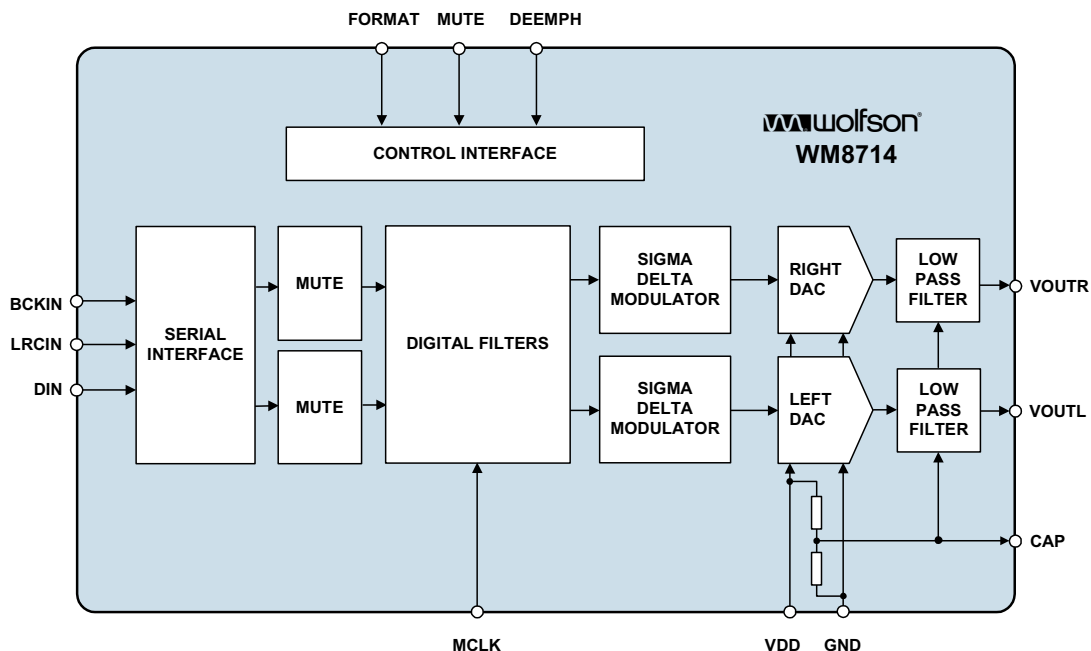 FORMAT MUTE DEEMPH
wolfson®
WM8714
CONTROL INTERFACE
BCKIN
LRCIN
DIN
SERIAL
INTERFACE
MUTE
MUTE
DIGITAL FILTERS
SIGMA
DELTA
MODULATOR
SIGMA
DELTA
MODULATOR
RIGHT
DAC
LEFT
DAC
LOW
PASS
FILTER
LOW
PASS
FILTER
VOUTR
VOUTL
CAP
MCLK
VDD GND